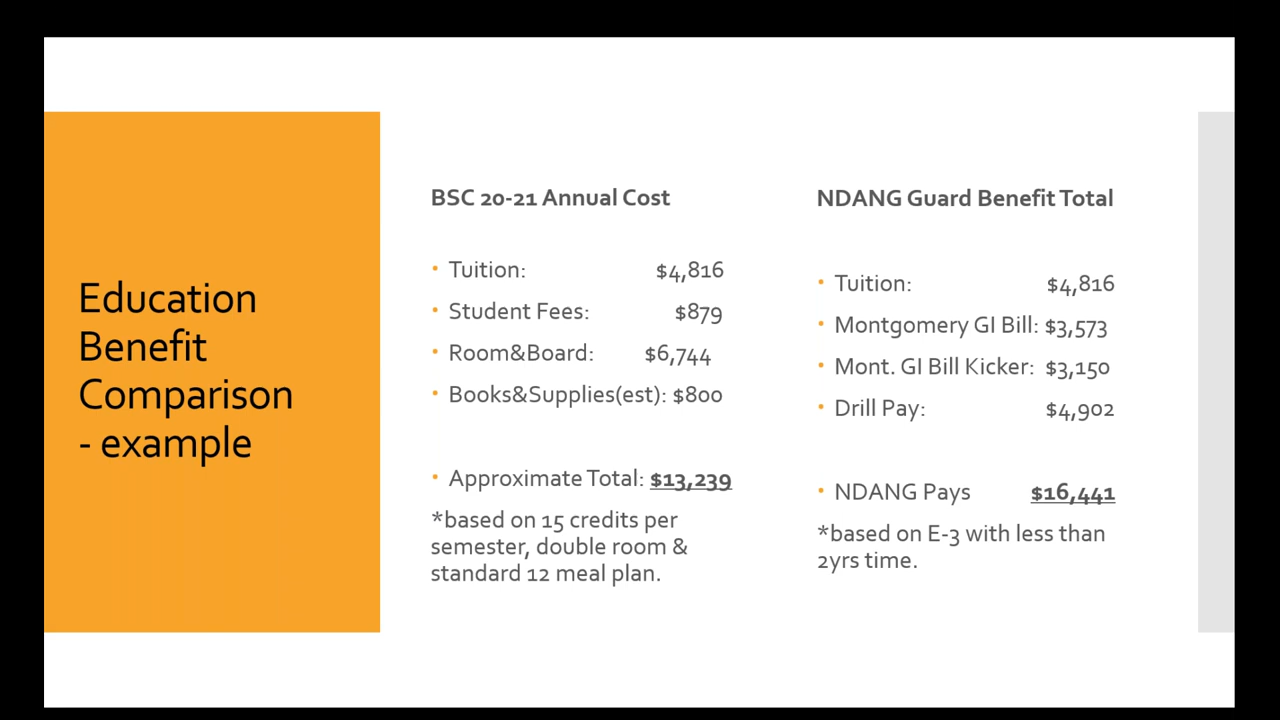 Education
Benefit
Comparison
- example
BSC 20-21 Annual Cost
• Tuition: $4,816
• Student Fees: $879
• Room&Board: $6,744
• Books&Supplies(est): $800
• Approximate Total: $13,239
*based on 15 credits per
semester, double room &
standard 12 meal plan.
NDANG Guard Benefit Total
• Tuition: $4,816
• Montgomery GI Bill: $3,573
• Mont. GI Bill Kicker: $3,150
• Drill Pay: $4,902
• NDANG Pays $16,441
*based on E-3 with less than
2yrs time.